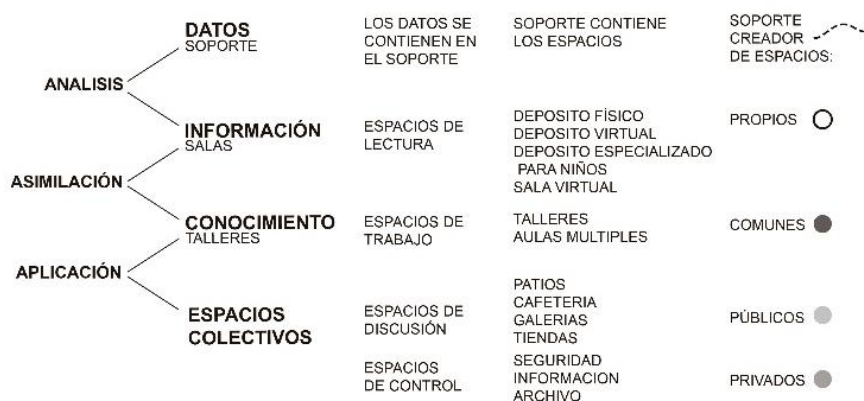 DATOS
SOPORTE
LOS DATOS SE
CONTIENEN EN
EL SOPORTE
SOPORTE CONTIENE
LOS ESPACIOS
SOPORTE
CREADOR
DE ESPACIOS:
ANALISIS
INFORMACIÓN
SALAS
ESPACIOS DE
LECTURA
DEPOSITO FÍSICO
DEPOSITO VIRTUAL
DEPOSITO ESPECIALIZADO
PARA NIÑOS
SALA VIRTUAL
PROPIOS
ASIMILACIÓN
CONOCIMIENTO
TALLERES
ESPACIOS DE
TRABAJO
TALLERES
AULAS MULTIPLES
COMUNES
APLICACIÓN
ESPACIOS
COLECTIVOS
ESPACIOS DE
DISCUSIÓN
PATIOS
CAFETERIA
GALERIAS
TIENDAS
PÚBLICOS
ESPACIOS
DE CONTROL
SEGURIDAD
INFORMACION
ARCHIVO
PRIVADOS